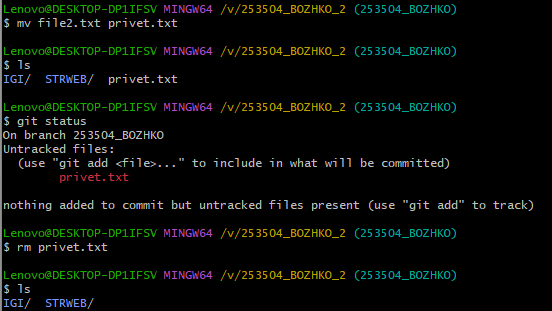 Lenovo@DESKTOP-DP1IFSV MINGW64 /v/253504_BOZHKO_2 (253504_BOZHKO)
$ mv file2.txt privet.txt
Lenovo@DESKTOP-DP1IFSV MINGW64 /v/253504_BOZHKO_2 (253504_BOZHKO)
$ ls
IGI/  STRWEB/  privet.txt
Lenovo@DESKTOP-DP1IFSV MINGW64 /v/253504_BOZHKO_2 (253504_BOZHKO)
$ git status
On branch 253504_BOZHKO
Untracked files:
  (use "git add <file>..." to include in what will be committed)
        privet.txt
nothing added to commit but untracked files present (use "git add" to track)
Lenovo@DESKTOP-DP1IFSV MINGW64 /v/253504_BOZHKO_2 (253504_BOZHKO)
$ rm privet.txt
Lenovo@DESKTOP-DP1IFSV MINGW64 /v/253504_BOZHKO_2 (253504_BOZHKO)
$ ls
IGI/  STRWEB/